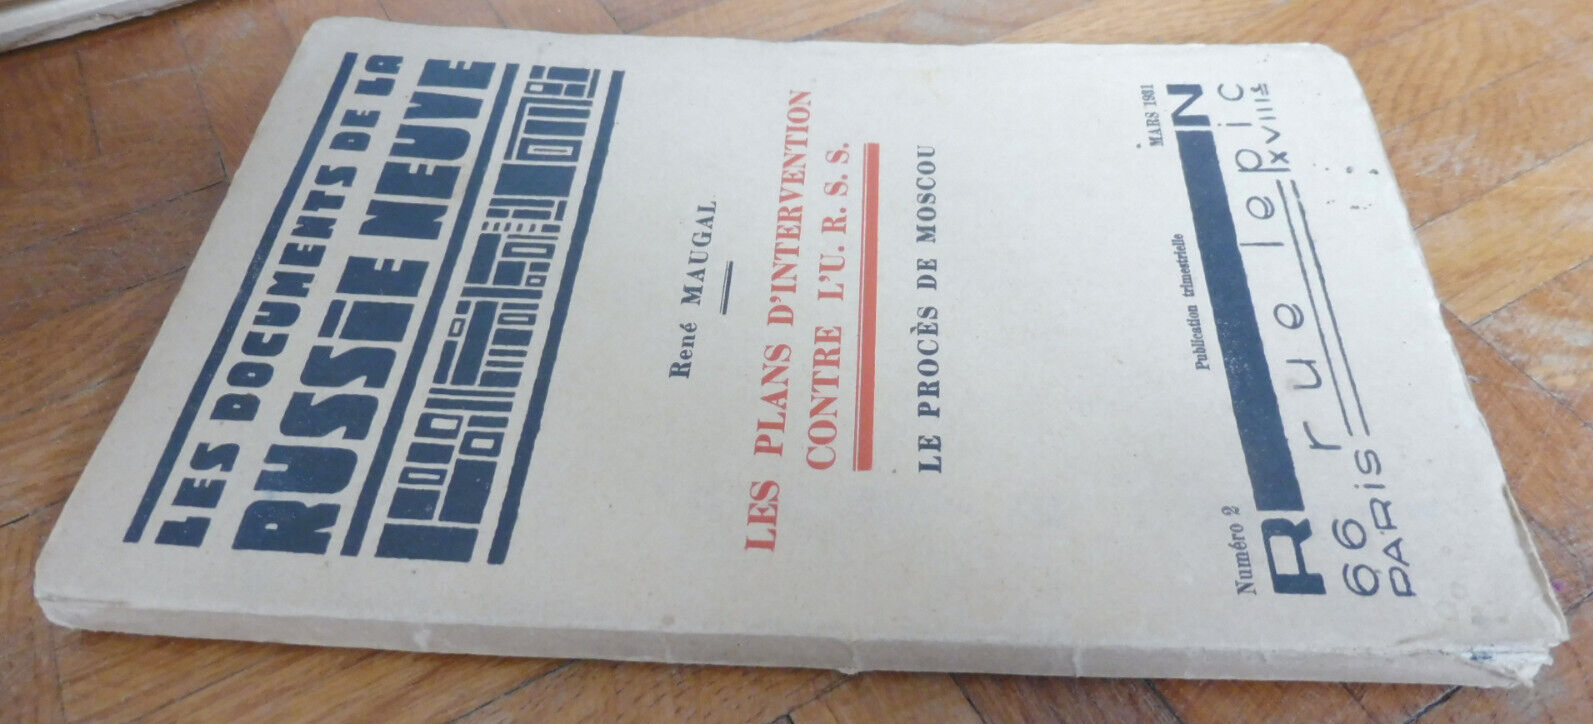 LES DOCUMENTS DE LA
RUSSIE NEUVE
René MAUGAL
LES PLANS D'INTERVENTION
CONTRE L'U. R. S. S.
LE PROCÈS DE MOSCOU
Numéro 2
Publication trimestrielle
MARS 1931
RN
66 rue lepic
PARIS XVIIIe